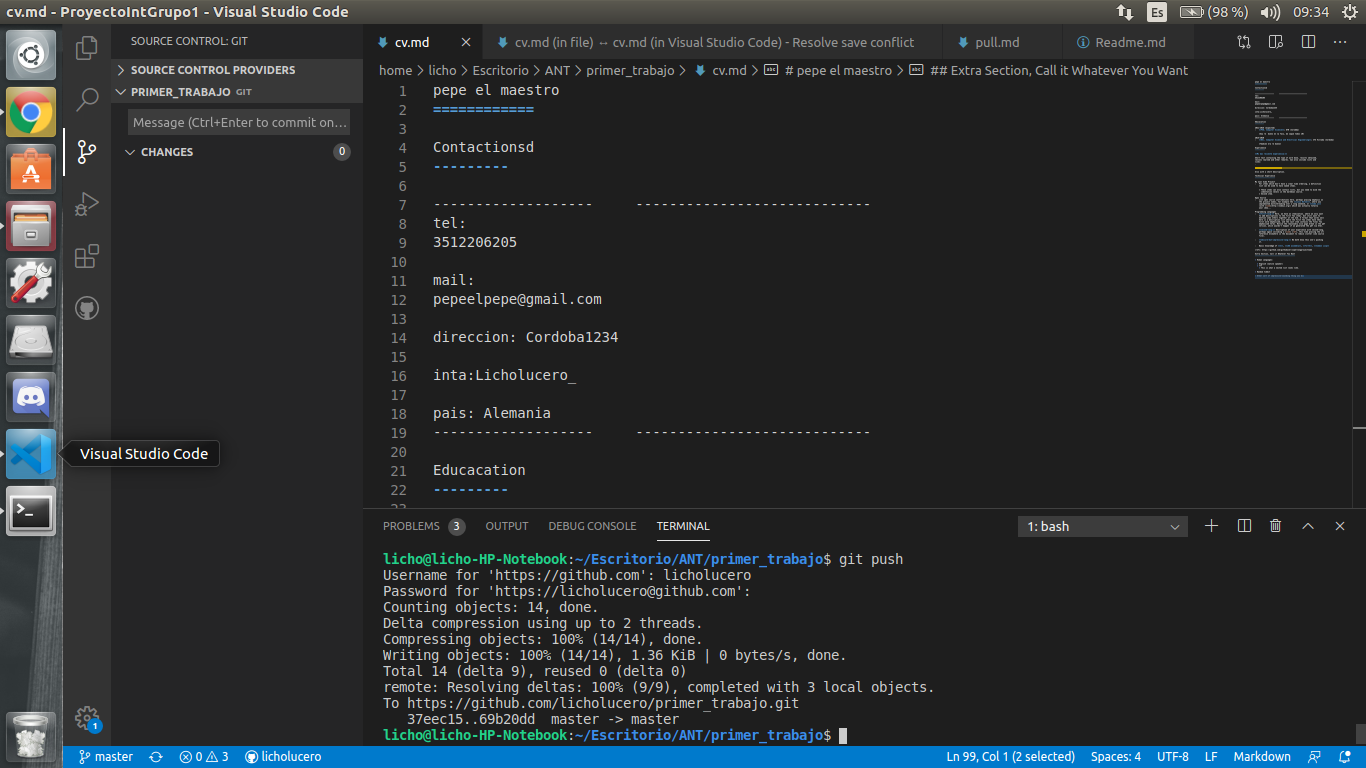 cv.md - ProyectoIntGrupo1 - Visual Studio Code
Es
(98 %)
09:34
SOURCE CONTROL: GIT
SOURCE CONTROL PROVIDERS
PRIMER_TRABAJO GIT
Message (Ctrl+Enter to commit on…
CHANGES
0
Visual Studio Code
1
cv.md
cv.md (in file) ↔ cv.md (in Visual Studio Code) - Resolve save conflict
pull.md
Readme.md
home > licho > Escritorio > ANT > primer_trabajo > cv.md > # pepe el maestro > ## Extra Section, Call it Whatever You Want
1 pepe el maestro
2 ============
3
4 Contactionsd
5 ---------
6
7 ------------------- ----------------------------
8 tel:
9 3512206205
10
11 mail:
12 pepeelpepe@gmail.com
13
14 direccion: Cordoba1234
15
16 inta:Licholucero_
17
18 pais: Alemania
19 ------------------- ----------------------------
20
21 Educacation
22 ---------
23
PROBLEMS 3 OUTPUT DEBUG CONSOLE TERMINAL
1: bash
licho@licho-HP-Notebook:~/Escritorio/ANT/primer_trabajo$ git push
Username for 'https://github.com': licholucero
Password for 'https://licholucero@github.com':
Counting objects: 14, done.
Delta compression using up to 2 threads.
Compressing objects: 100% (14/14), done.
Writing objects: 100% (14/14), 1.36 KiB | 0 bytes/s, done.
Total 14 (delta 9), reused 0 (delta 0)
remote: Resolving deltas: 100% (9/9), completed with 3 local objects.
To https://github.com/licholucero/primer_trabajo.git
37eec15..69b20dd master -> master
licho@licho-HP-Notebook:~/Escritorio/ANT/primer_trabajo$
master
0
3
licholucero
Ln 99, Col 1 (2 selected)
Spaces: 4
UTF-8
LF
Markdown